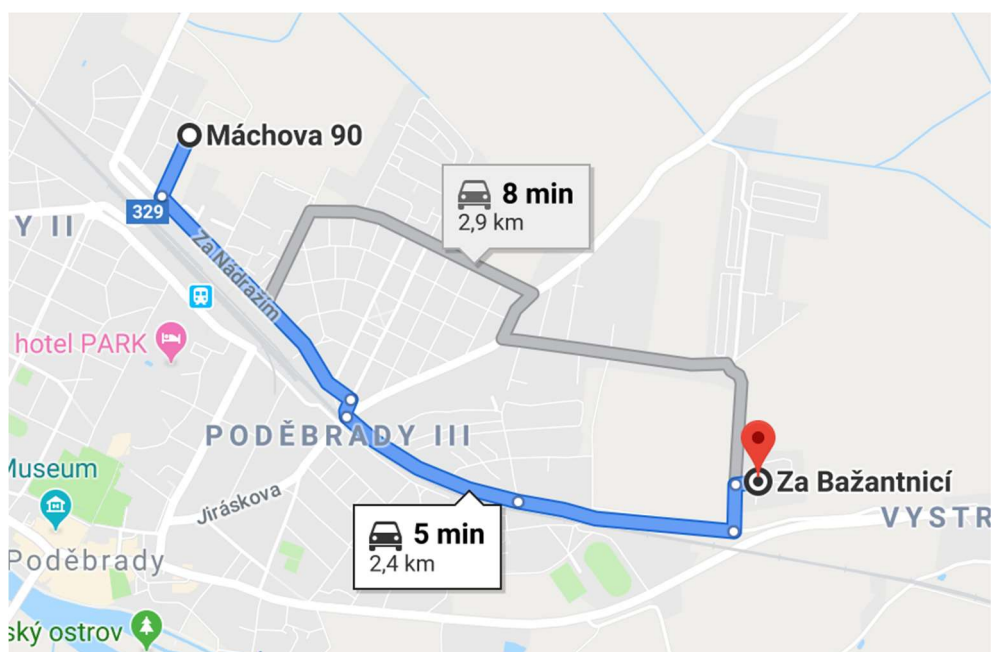 Máchova 90
8 min
2,9 km
329
Y II
Za Nádražím
hotel PARK
PODĚBRADY III
Museum
Jiráskova
Za Bažantnicí
VYSTR
5 min
2,4 km
Poděbrady
ský ostrov